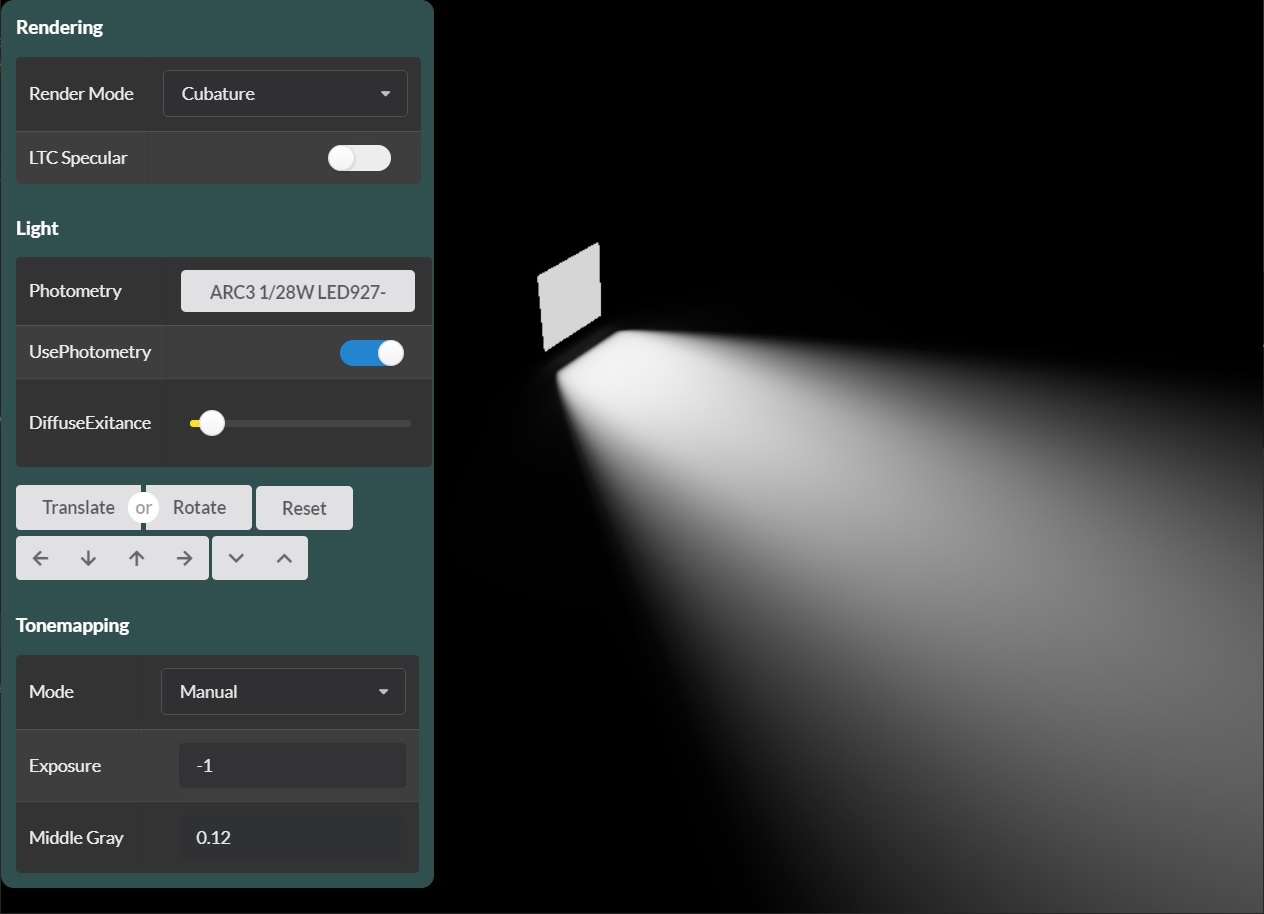 Rendering
Render Mode Cubature
LTC Specular
Light
Photometry ARC3 1/28W LED927-
UsePhotometry
DiffuseExitance
Translate or Rotate Reset
Tonemapping
Mode Manual
Exposure -1
Middle Gray 0.12